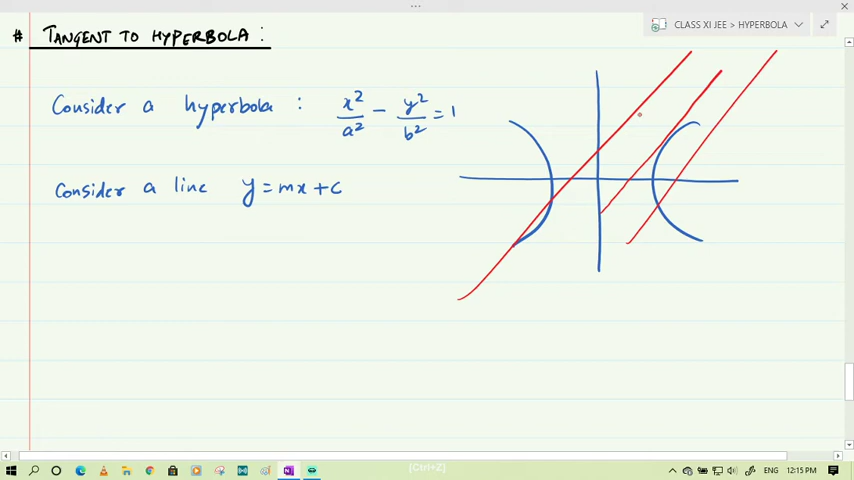 CLASS XI JEE > HYPERBOLA
# TANGENT TO HYPERBOLA :
Consider a hyperbola : x²/a² - y²/b² = 1
Consider a line y = mx + c
[Ctrl+Z]
ENG 12:15 PM